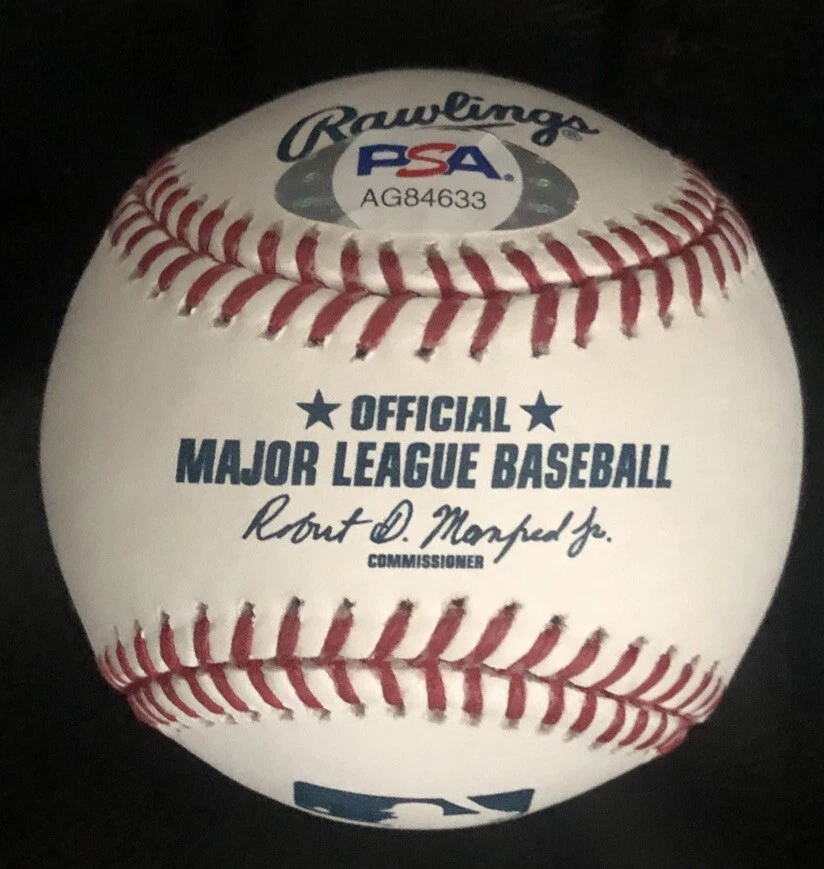 Rawlings®
PSA.
AG84633
★ OFFICIAL ★
MAJOR LEAGUE BASEBALL
Robert D. Manfred Jr.
COMMISSIONER